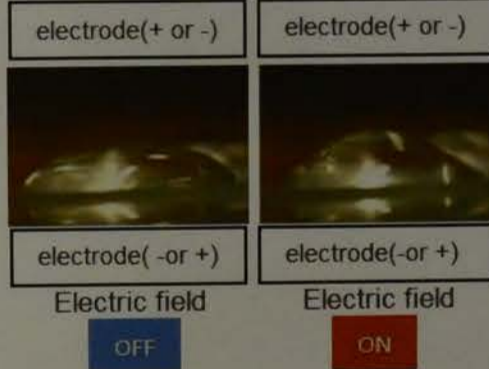 electrode(+ or -)
electrode(+ or -)
electrode( -or +)
electrode(-or +)
Electric field
Electric field
OFF
ON